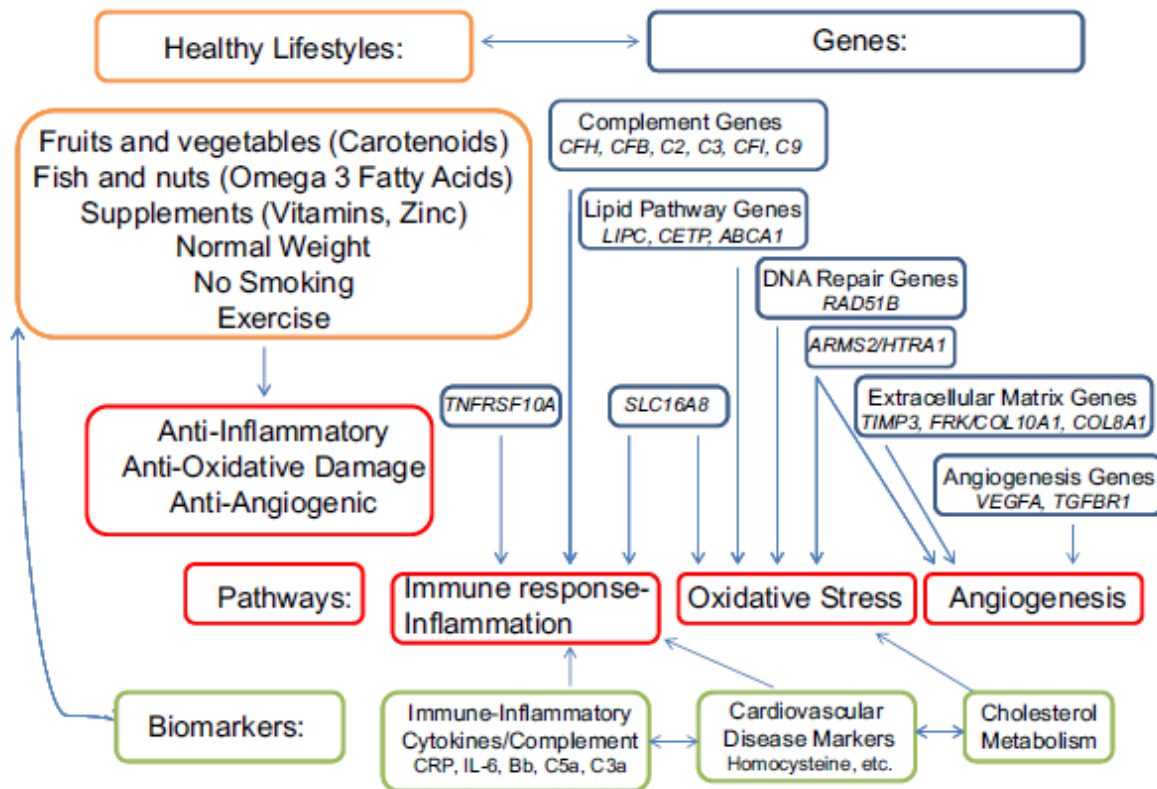 Healthy Lifestyles:
Genes:
Fruits and vegetables (Carotenoids)
Fish and nuts (Omega 3 Fatty Acids)
Supplements (Vitamins, Zinc)
Normal Weight
No Smoking
Exercise
Complement Genes
CFH, CFB, C2, C3, CFI, C9
Lipid Pathway Genes
LIPC, CETP, ABCA1
DNA Repair Genes
RAD51B
ARMS2/HTRA1
TNFRSF10A
SLC16A8
Extracellular Matrix Genes
TIMP3, FRK/COL10A1, COL8A1
Angiogenesis Genes
VEGFA, TGFBR1
Anti-Inflammatory
Anti-Oxidative Damage
Anti-Angiogenic
Pathways:
Immune response-
Inflammation
Oxidative Stress
Angiogenesis
Biomarkers:
Immune-Inflammatory
Cytokines/Complement
CRP, IL-6, Bb, C5a, C3a
Cardiovascular
Disease Markers
Homocysteine, etc.
Cholesterol
Metabolism